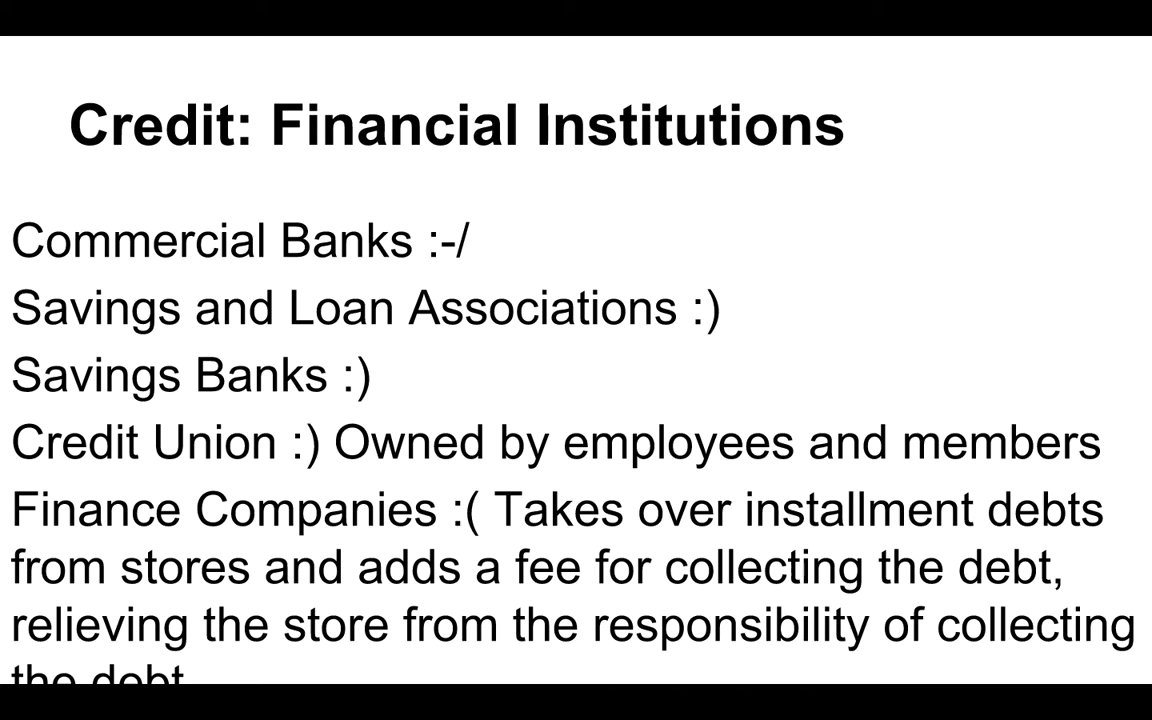 Credit: Financial Institutions
Commercial Banks :-/
Savings and Loan Associations :)
Savings Banks :)
Credit Union :) Owned by employees and members
Finance Companies :( Takes over installment debts
from stores and adds a fee for collecting the debt,
relieving the store from the responsibility of collecting
the debt